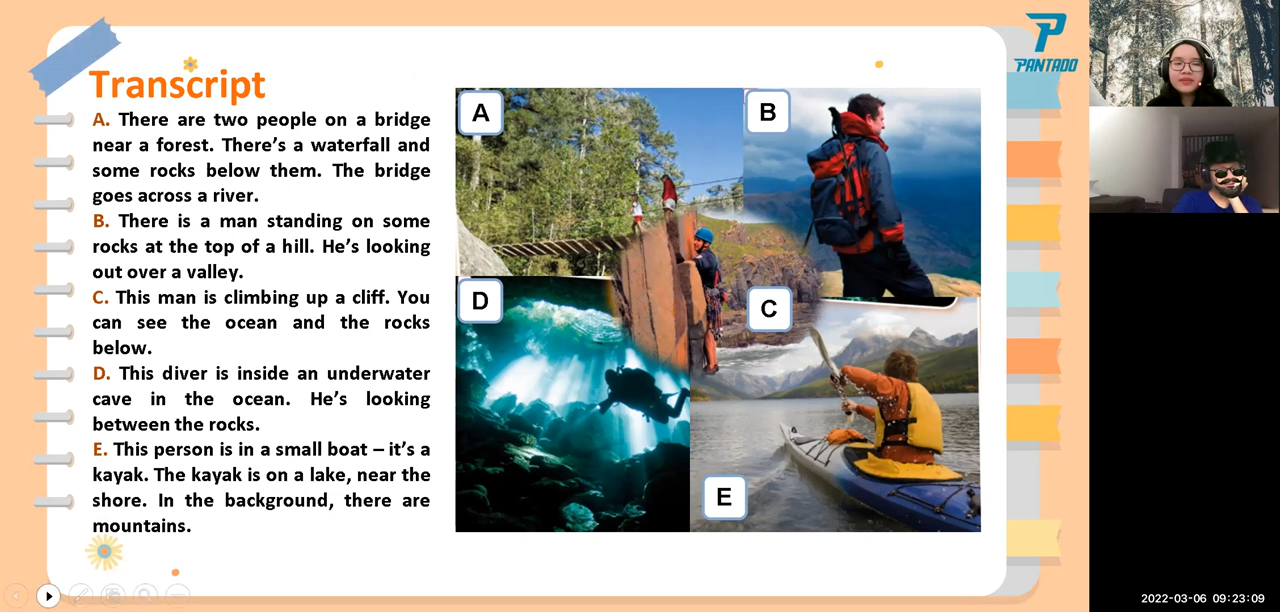 Transcript
A. There are two people on a bridge
near a forest. There's a waterfall and
some rocks below them. The bridge
goes across a river.
B. There is a man standing on some
rocks at the top of a hill. He's looking
out over a valley.
C. This man is climbing up a cliff. You
can see the ocean and the rocks
below.
D. This diver is inside an underwater
cave in the ocean. He's looking
between the rocks.
E. This person is in a small boat – it's a
kayak. The kayak is on a lake, near the
shore. In the background, there are
mountains.
A
B
D
C
E
PANTADO
2022-03-06 09:23:09